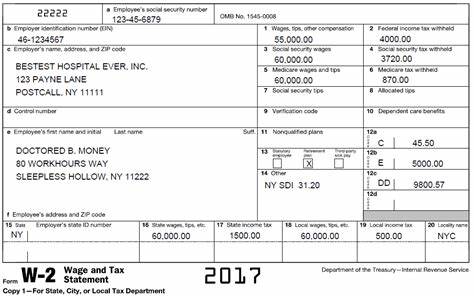 22222
a Employee's social security number
123-45-6879
OMB No. 1545-0008
b Employer identification number (EIN)
46-1234567
1 Wages, tips, other compensation
55,000.00
2 Federal income tax withheld
4000.00
c Employer's name, address, and ZIP code
BESTEST HOSPITAL EVER, INC.
123 PAYNE LANE
POSTCALL, NY 11111
3 Social security wages
60,000.00
4 Social security tax withheld
3720.00
5 Medicare wages and tips
60,000.00
6 Medicare tax withheld
870.00
7 Social security tips
8 Allocated tips
d Control number
9 Verification code
10 Dependent care benefits
e Employee's first name and initial Last name Suff.
DOCTORED B. MONEY
80 WORKHOURS WAY
SLEEPLESS HOLLOW, NY 11222
11 Nonqualified plans
12a
C 45.50
13 Statutory employee Retirement plan Third-party sick pay
X
12b
E 5000.00
14 Other
NY SDI 31.20
12c
DD 9800.57
12d
f Employee's address and ZIP code
15 State Employer's state ID number
NY
16 State wages, tips, etc.
60,000.00
17 State income tax
1500.00
18 Local wages, tips, etc.
60,000.00
19 Local income tax
500.00
20 Locality name
NYC
Form W-2 Wage and Tax Statement
2017
Department of the Treasury—Internal Revenue Service
Copy 1—For State, City, or Local Tax Department